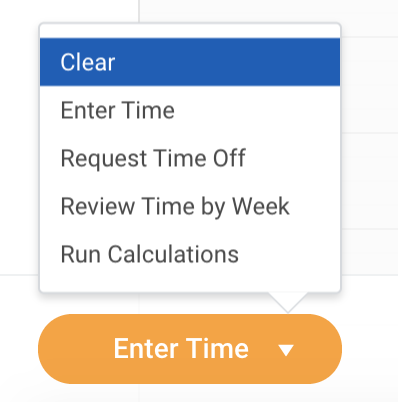 Clear
Enter Time
Request Time Off
Review Time by Week
Run Calculations
Enter Time